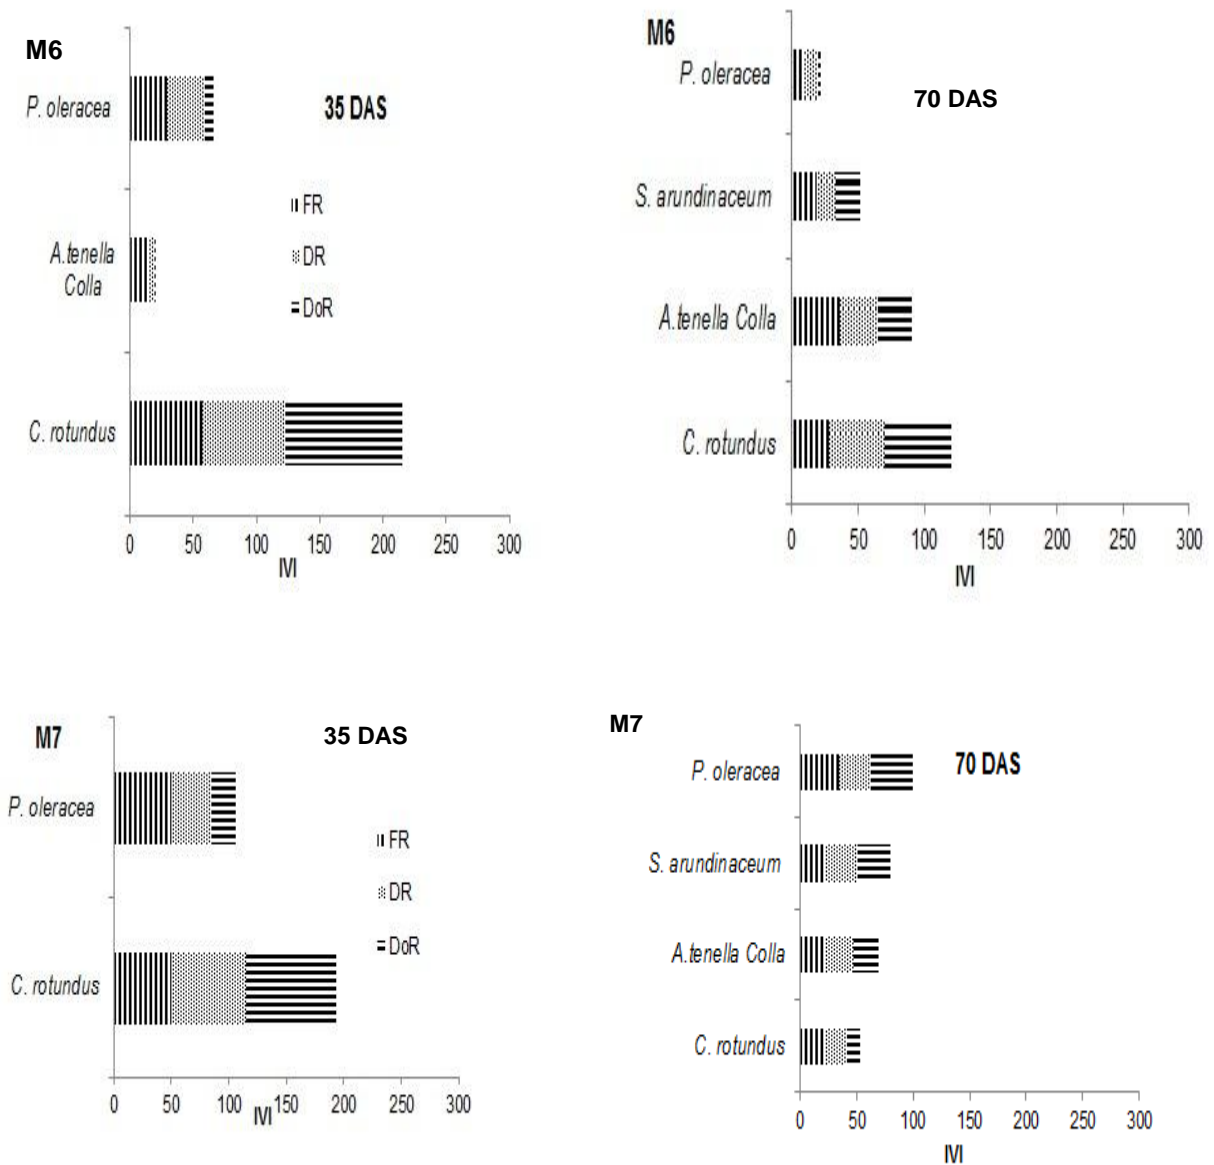 M6
35 DAS
P. oleracea
A.tenella
Colla
C. rotundus
FR
DR
DoR
0 50 100 150 200 250 300
IVI
M6
70 DAS
P. oleracea
S. arundinaceum
A.tenella Colla
C. rotundus
0 50 100 150 200 250 300
IVI
M7
35 DAS
P. oleracea
C. rotundus
FR
DR
DoR
0 50 100 150 200 250 300
IVI
M7
70 DAS
P. oleracea
S. arundinaceum
A.tenella Colla
C. rotundus
0 50 100 150 200 250 300
IVI